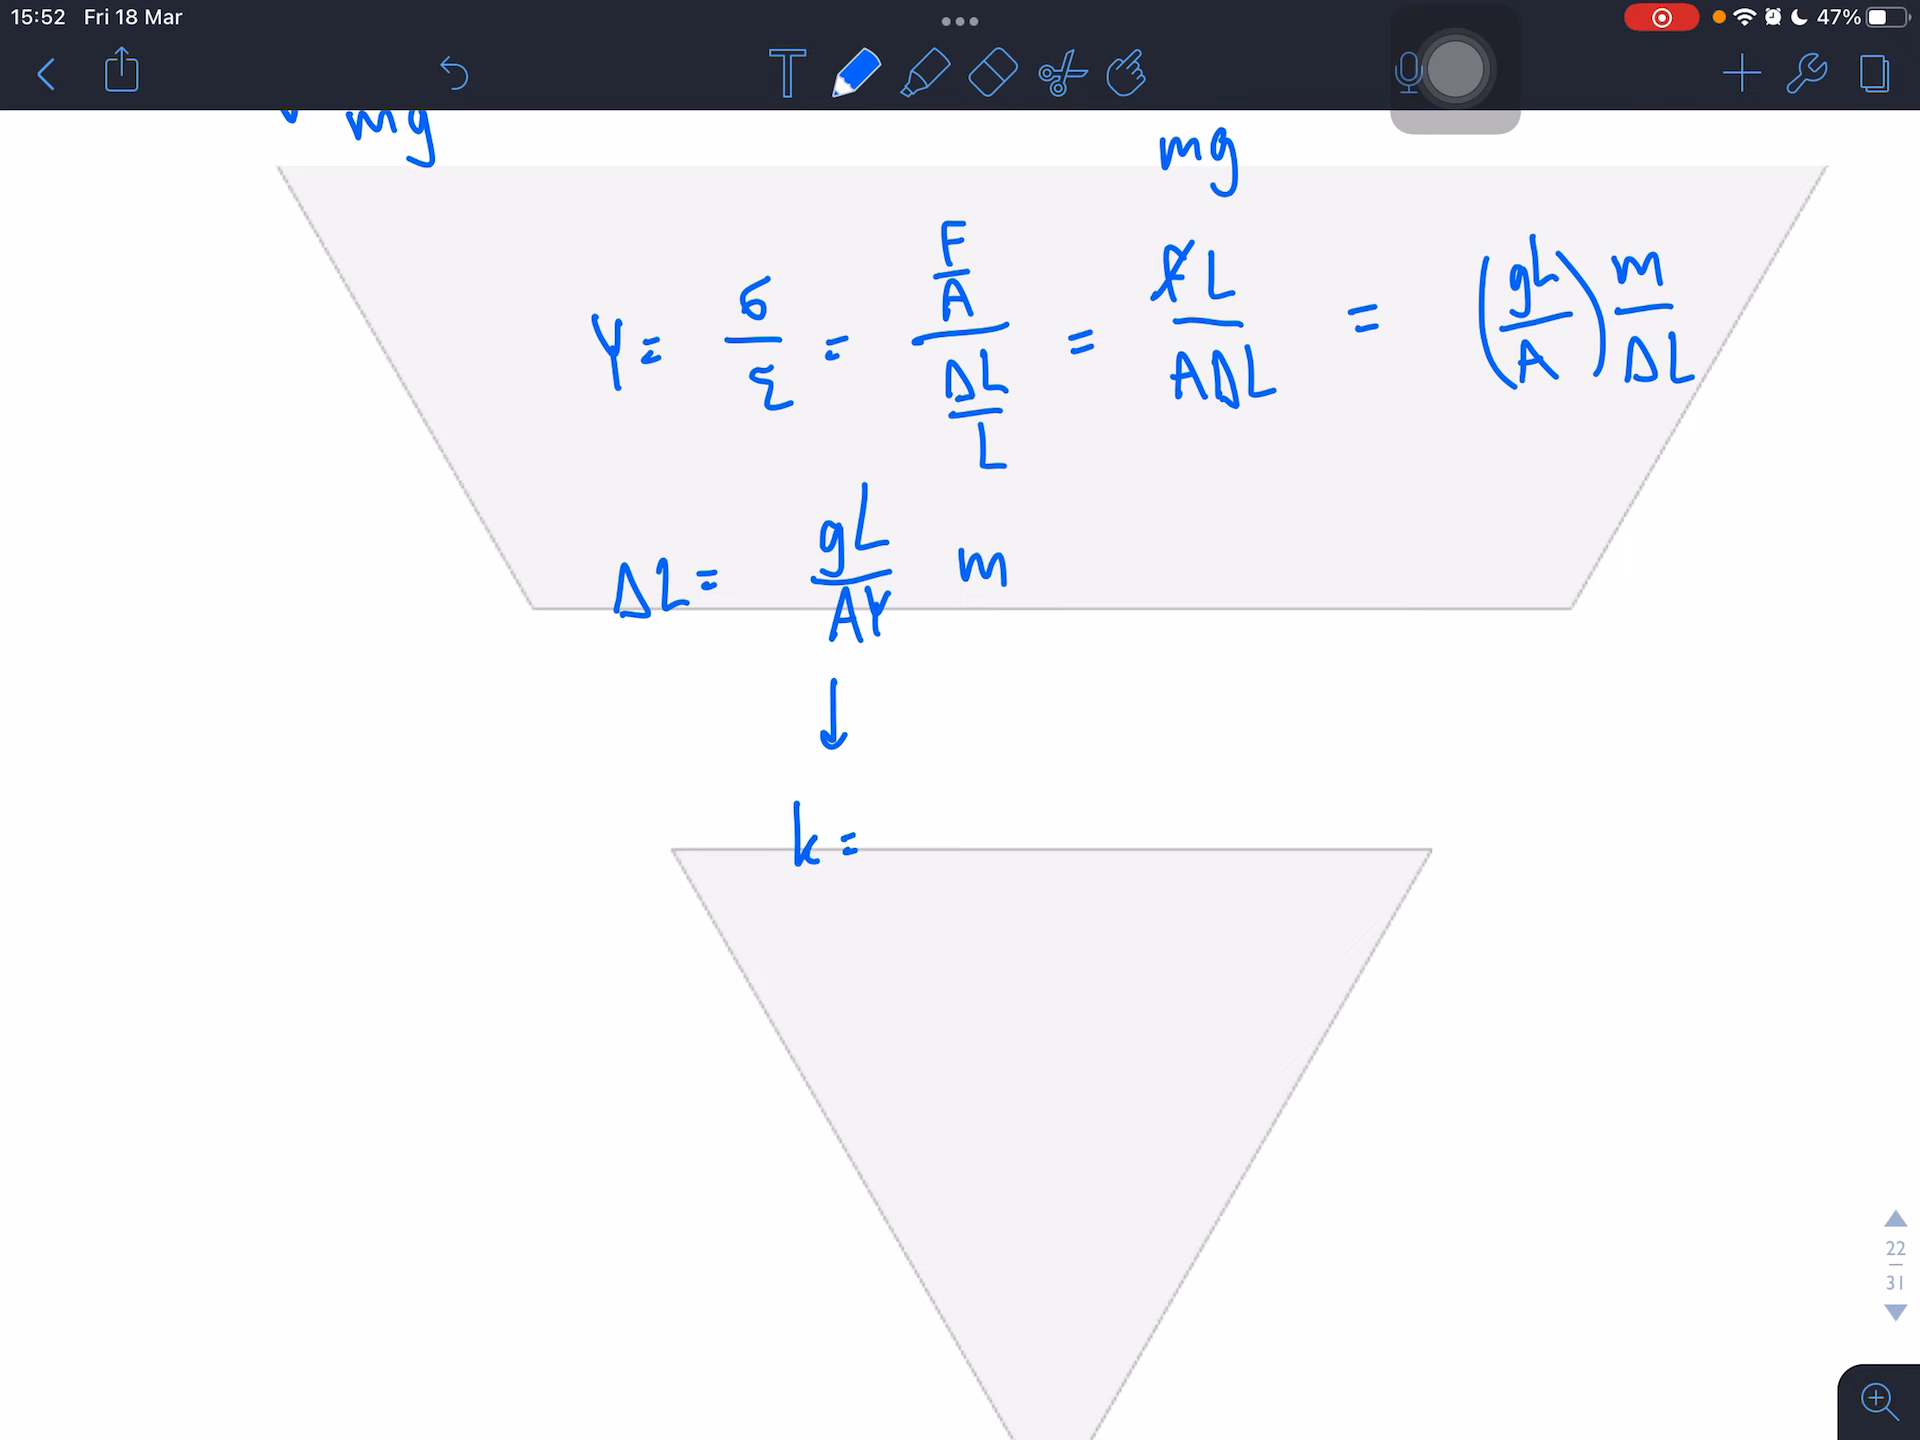 15:52 Fri 18 Mar
47%
mg
mg
Y = σ/ε = (F/A)/(ΔL/L) = FL/AΔL = (gL/A) m/ΔL
ΔL = gL/AY m
↓
k =
22
31